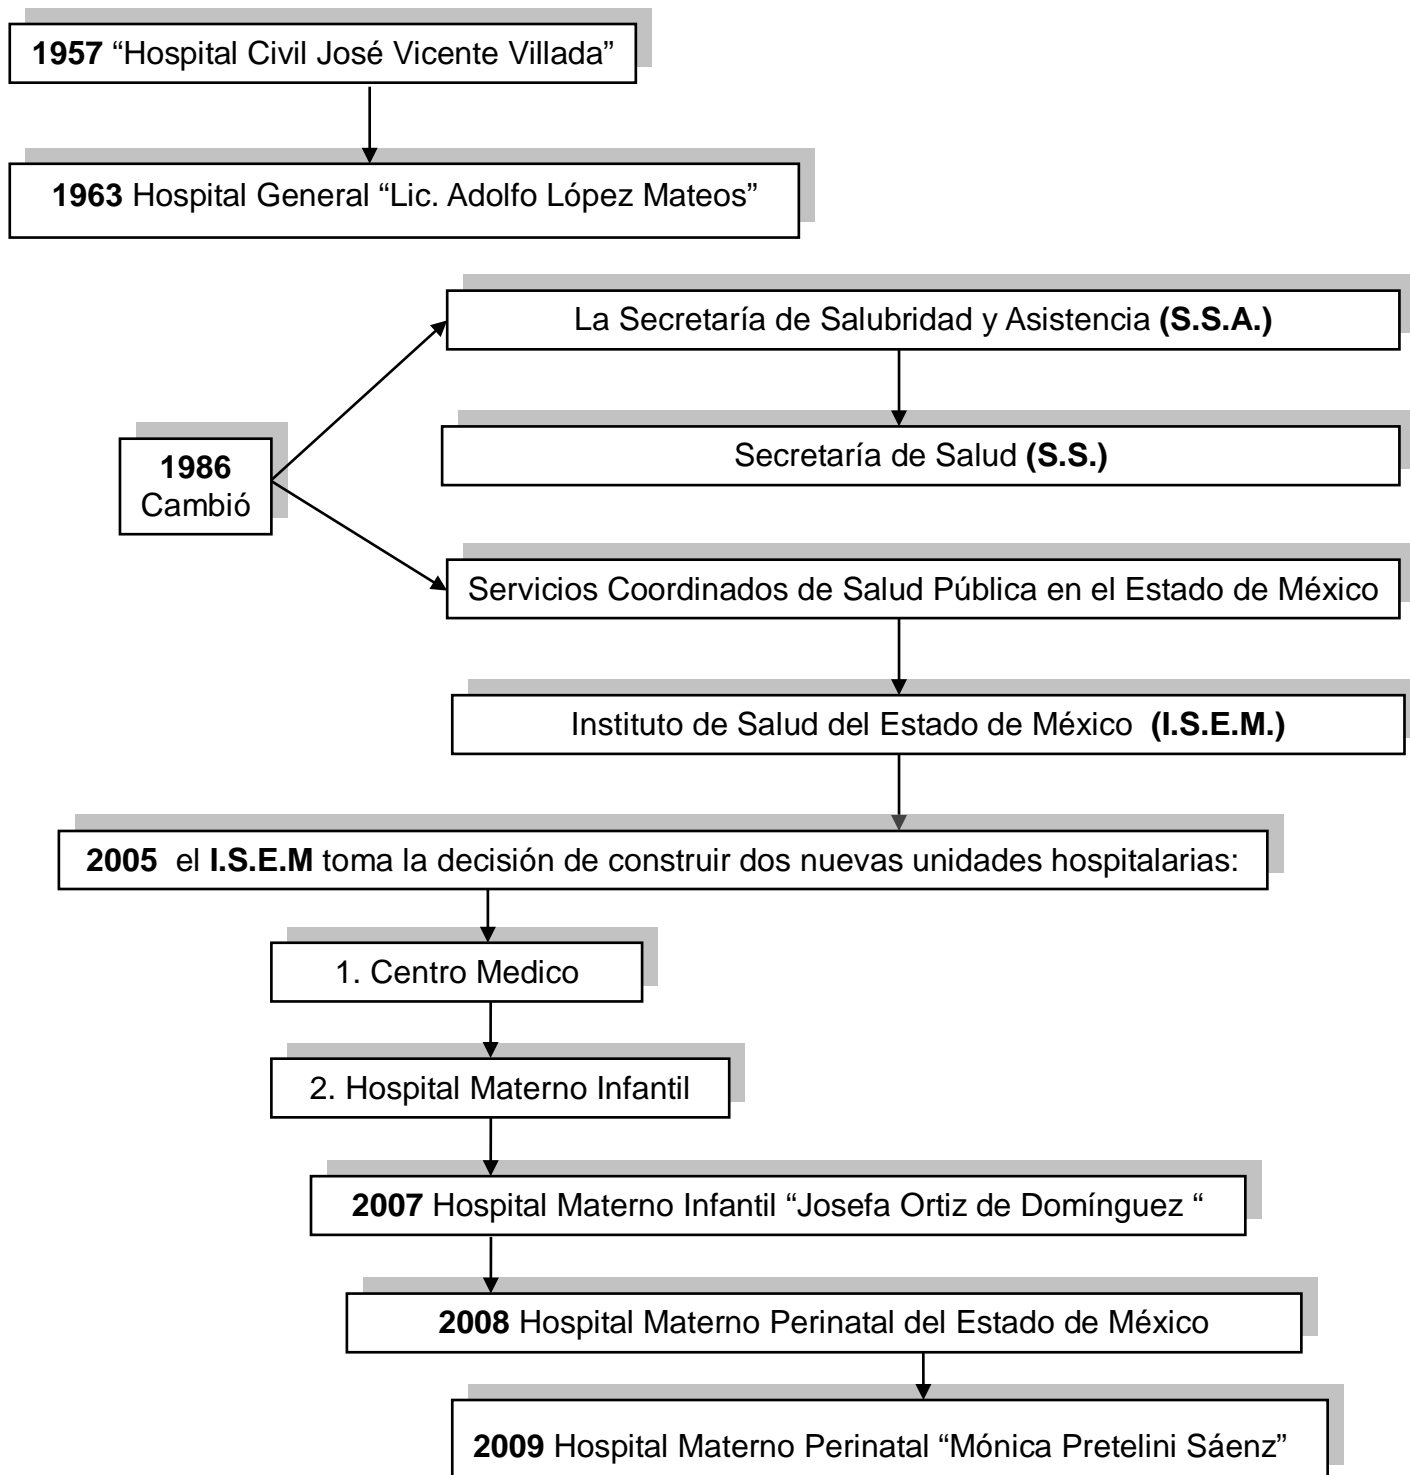 1957 “Hospital Civil José Vicente Villada”
1963 Hospital General “Lic. Adolfo López Mateos”
La Secretaría de Salubridad y Asistencia (S.S.A.)
Secretaría de Salud (S.S.)
1986
Cambió
Servicios Coordinados de Salud Pública en el Estado de México
Instituto de Salud del Estado de México (I.S.E.M.)
2005 el I.S.E.M toma la decisión de construir dos nuevas unidades hospitalarias:
1. Centro Medico
2. Hospital Materno Infantil
2007 Hospital Materno Infantil “Josefa Ortiz de Domínguez “
2008 Hospital Materno Perinatal del Estado de México
2009 Hospital Materno Perinatal “Mónica Pretelini Sáenz”